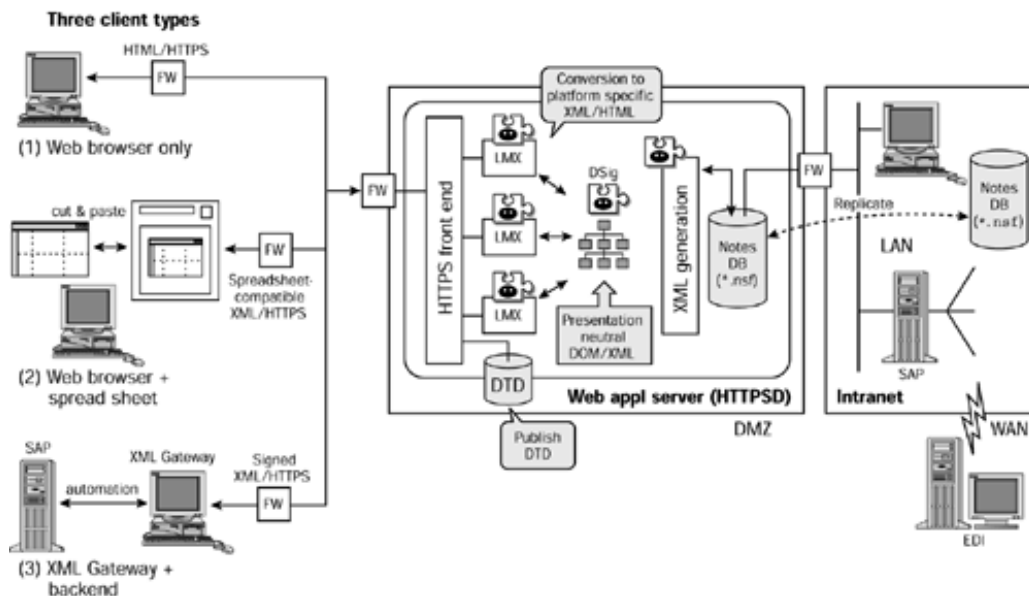 Three client types
HTML/HTTPS
FW
(1) Web browser only
cut & paste
FW
Spreadsheet-
compatible
XML/HTTPS
(2) Web browser +
spread sheet
SAP
XML Gateway
Signed
XML/HTTPS
automation
FW
(3) XML Gateway +
backend
FW
Conversion to
platform specific
XML/HTML
HTTPS front end
LMX
LMX
LMX
DSig
Presentation
neutral
DOM/XML
XML generation
Notes
DB
(*.nsf)
DTD
Web appl server (HTTPSD)
Publish
DTD
DMZ
FW
Replicate
Notes
DB
(*.nsf)
LAN
SAP
Intranet
WAN
EDI